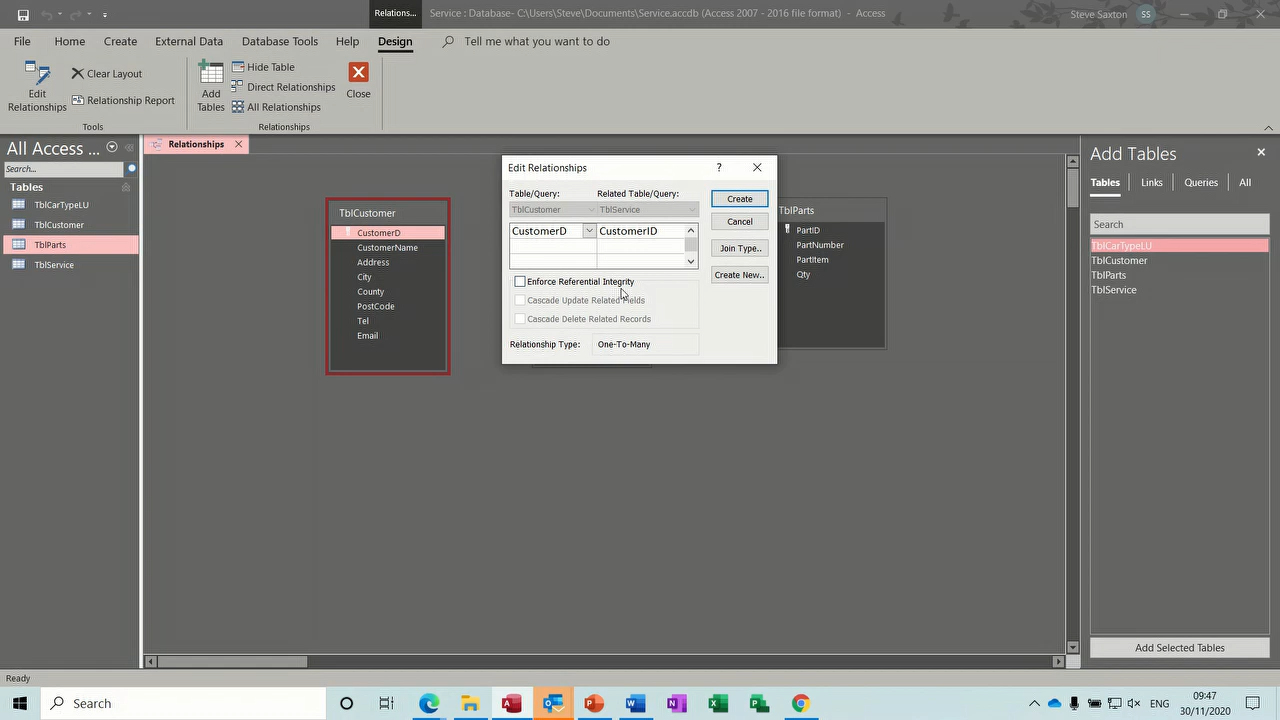 Relations...
Service : Database- C:\Users\Steve\Documents\Service.accdb (Access 2007 - 2016 file format) - Access
Steve Saxton
SS
File
Home
Create
External Data
Database Tools
Help
Design
Tell me what you want to do
Edit
Relationships
Clear Layout
Relationship Report
Tools
Add
Tables
Hide Table
Direct Relationships
All Relationships
Close
Relationships
All Access ...
Search...
Tables
TblCarTypeLU
TblCustomer
TblParts
TblService
Relationships
TblCustomer
CustomerD
CustomerName
Address
City
County
PostCode
Tel
Email
Edit Relationships
?
Table/Query:
Related Table/Query:
TblCustomer
TblService
CustomerD
CustomerID
Enforce Referential Integrity
Cascade Update Related Fields
Cascade Delete Related Records
Relationship Type:
One-To-Many
Create
Cancel
Join Type..
Create New..
TblParts
PartID
PartNumber
PartItem
Qty
Add Tables
Tables
Links
Queries
All
Search
TblCarTypeLU
TblCustomer
TblParts
TblService
Add Selected Tables
Ready
Search
ENG
09:47
30/11/2020